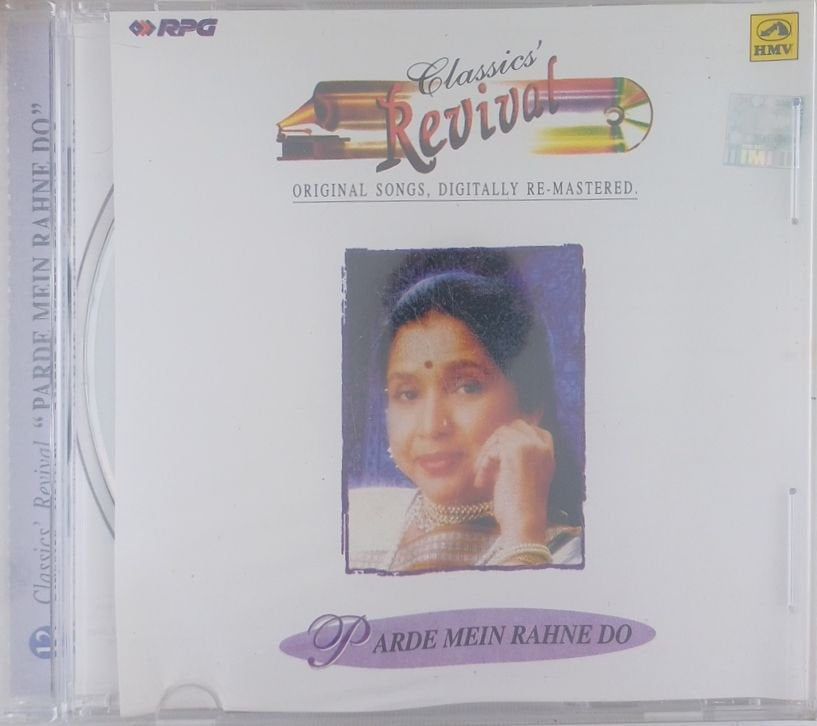 RPG
HMV
Classics'
Revival
ORIGINAL SONGS, DIGITALLY RE-MASTERED.
PARDE MEIN RAHNE DO
12 Classics' Revival "PARDE MEIN RAHNE DO"